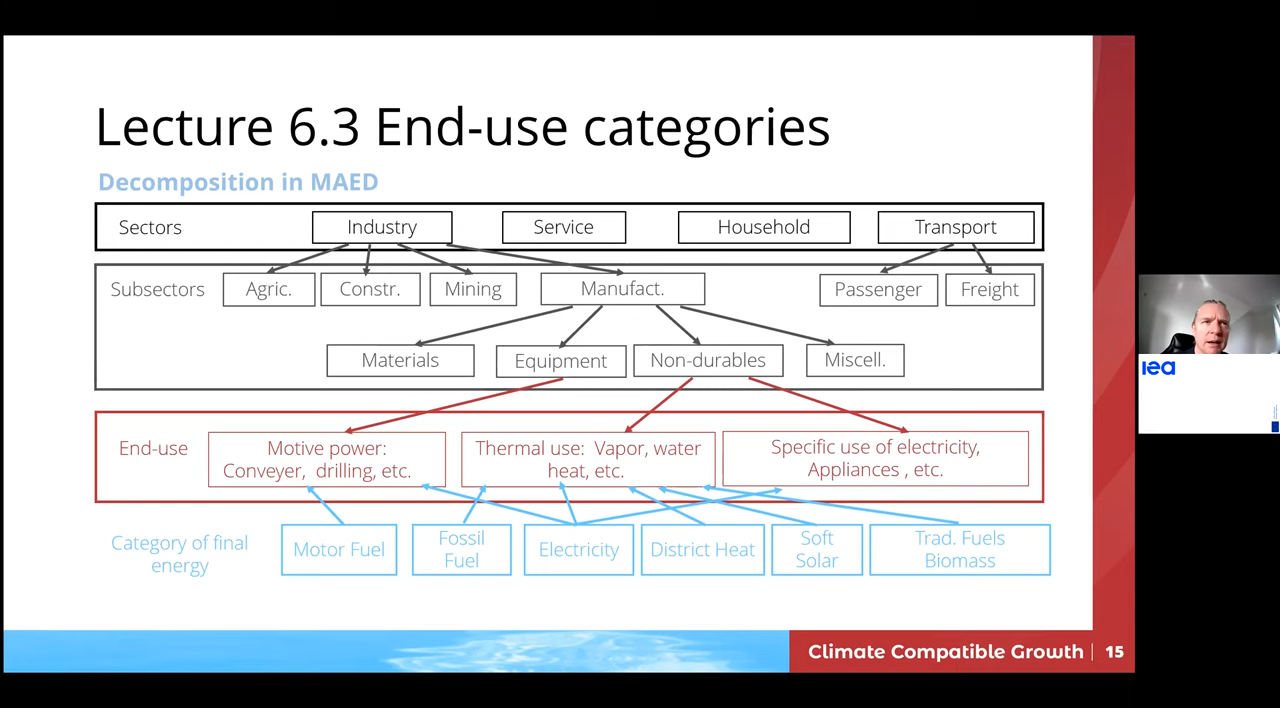 Lecture 6.3 End-use categories
Decomposition in MAED
Sectors
Industry
Service
Household
Transport
Subsectors
Agric.
Constr.
Mining
Manufact.
Passenger
Freight
Materials
Equipment
Non-durables
Miscell.
End-use
Motive power:
Conveyer, drilling, etc.
Thermal use: Vapor, water
heat, etc.
Specific use of electricity,
Appliances , etc.
Category of final
energy
Motor Fuel
Fossil
Fuel
Electricity
District Heat
Soft
Solar
Trad. Fuels
Biomass
Climate Compatible Growth | 15
iea